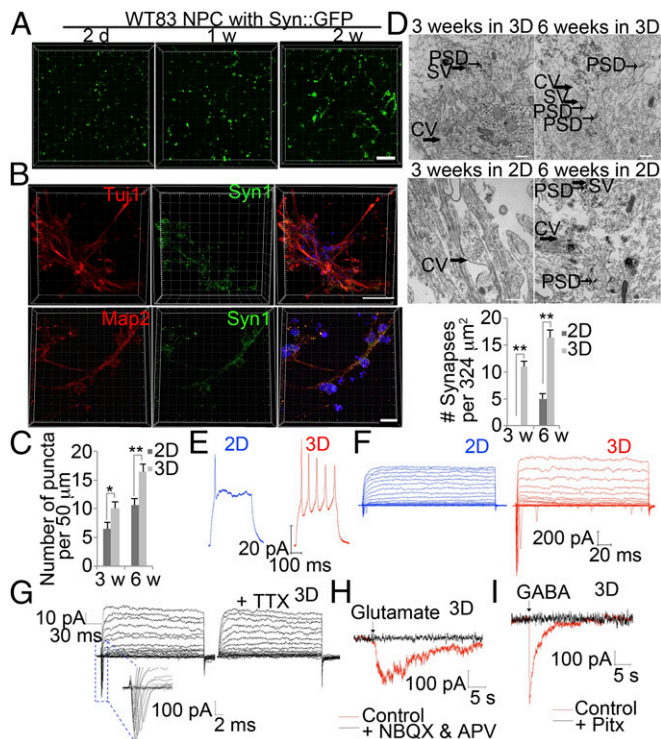 A
WT83 NPC with Syn::GFP
2 d
1 w
2 w
B
Tuj1
Syn1
Map2
Syn1
C
Number of puncta
per 50 μm
20
15
10
5
0
2D
3D
*
**
3 w
6 w
D
3 weeks in 3D
6 weeks in 3D
PSD
SV
CV
PSD
CV
SV
PSD
PSD
3 weeks in 2D
6 weeks in 2D
CV
PSD
SV
CV
PSD
# Synapses
per 324 μm²
20
15
10
5
0
**
**
2D
3D
3 w
6 w
E
2D
3D
20 pA
100 ms
F
2D
3D
200 pA
20 ms
G
10 pA
30 ms
+ TTX
3D
100 pA
2 ms
H
Glutamate
3D
100 pA
5 s
Control
+ NBQX & APV
I
GABA
3D
100 pA
5 s
Control
+ Pitx